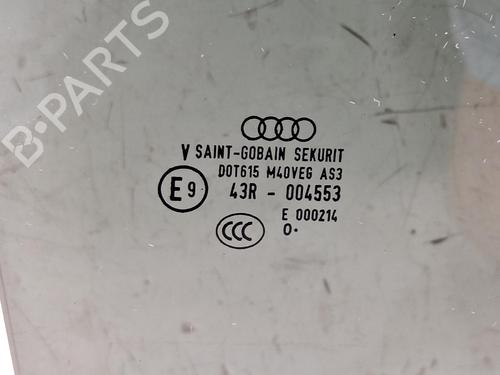 B-PARTS
V SAINT-GOBAIN SEKURIT
DOT615 M40VEG AS3
E9 43R - 004553
E 000214
CCC O•